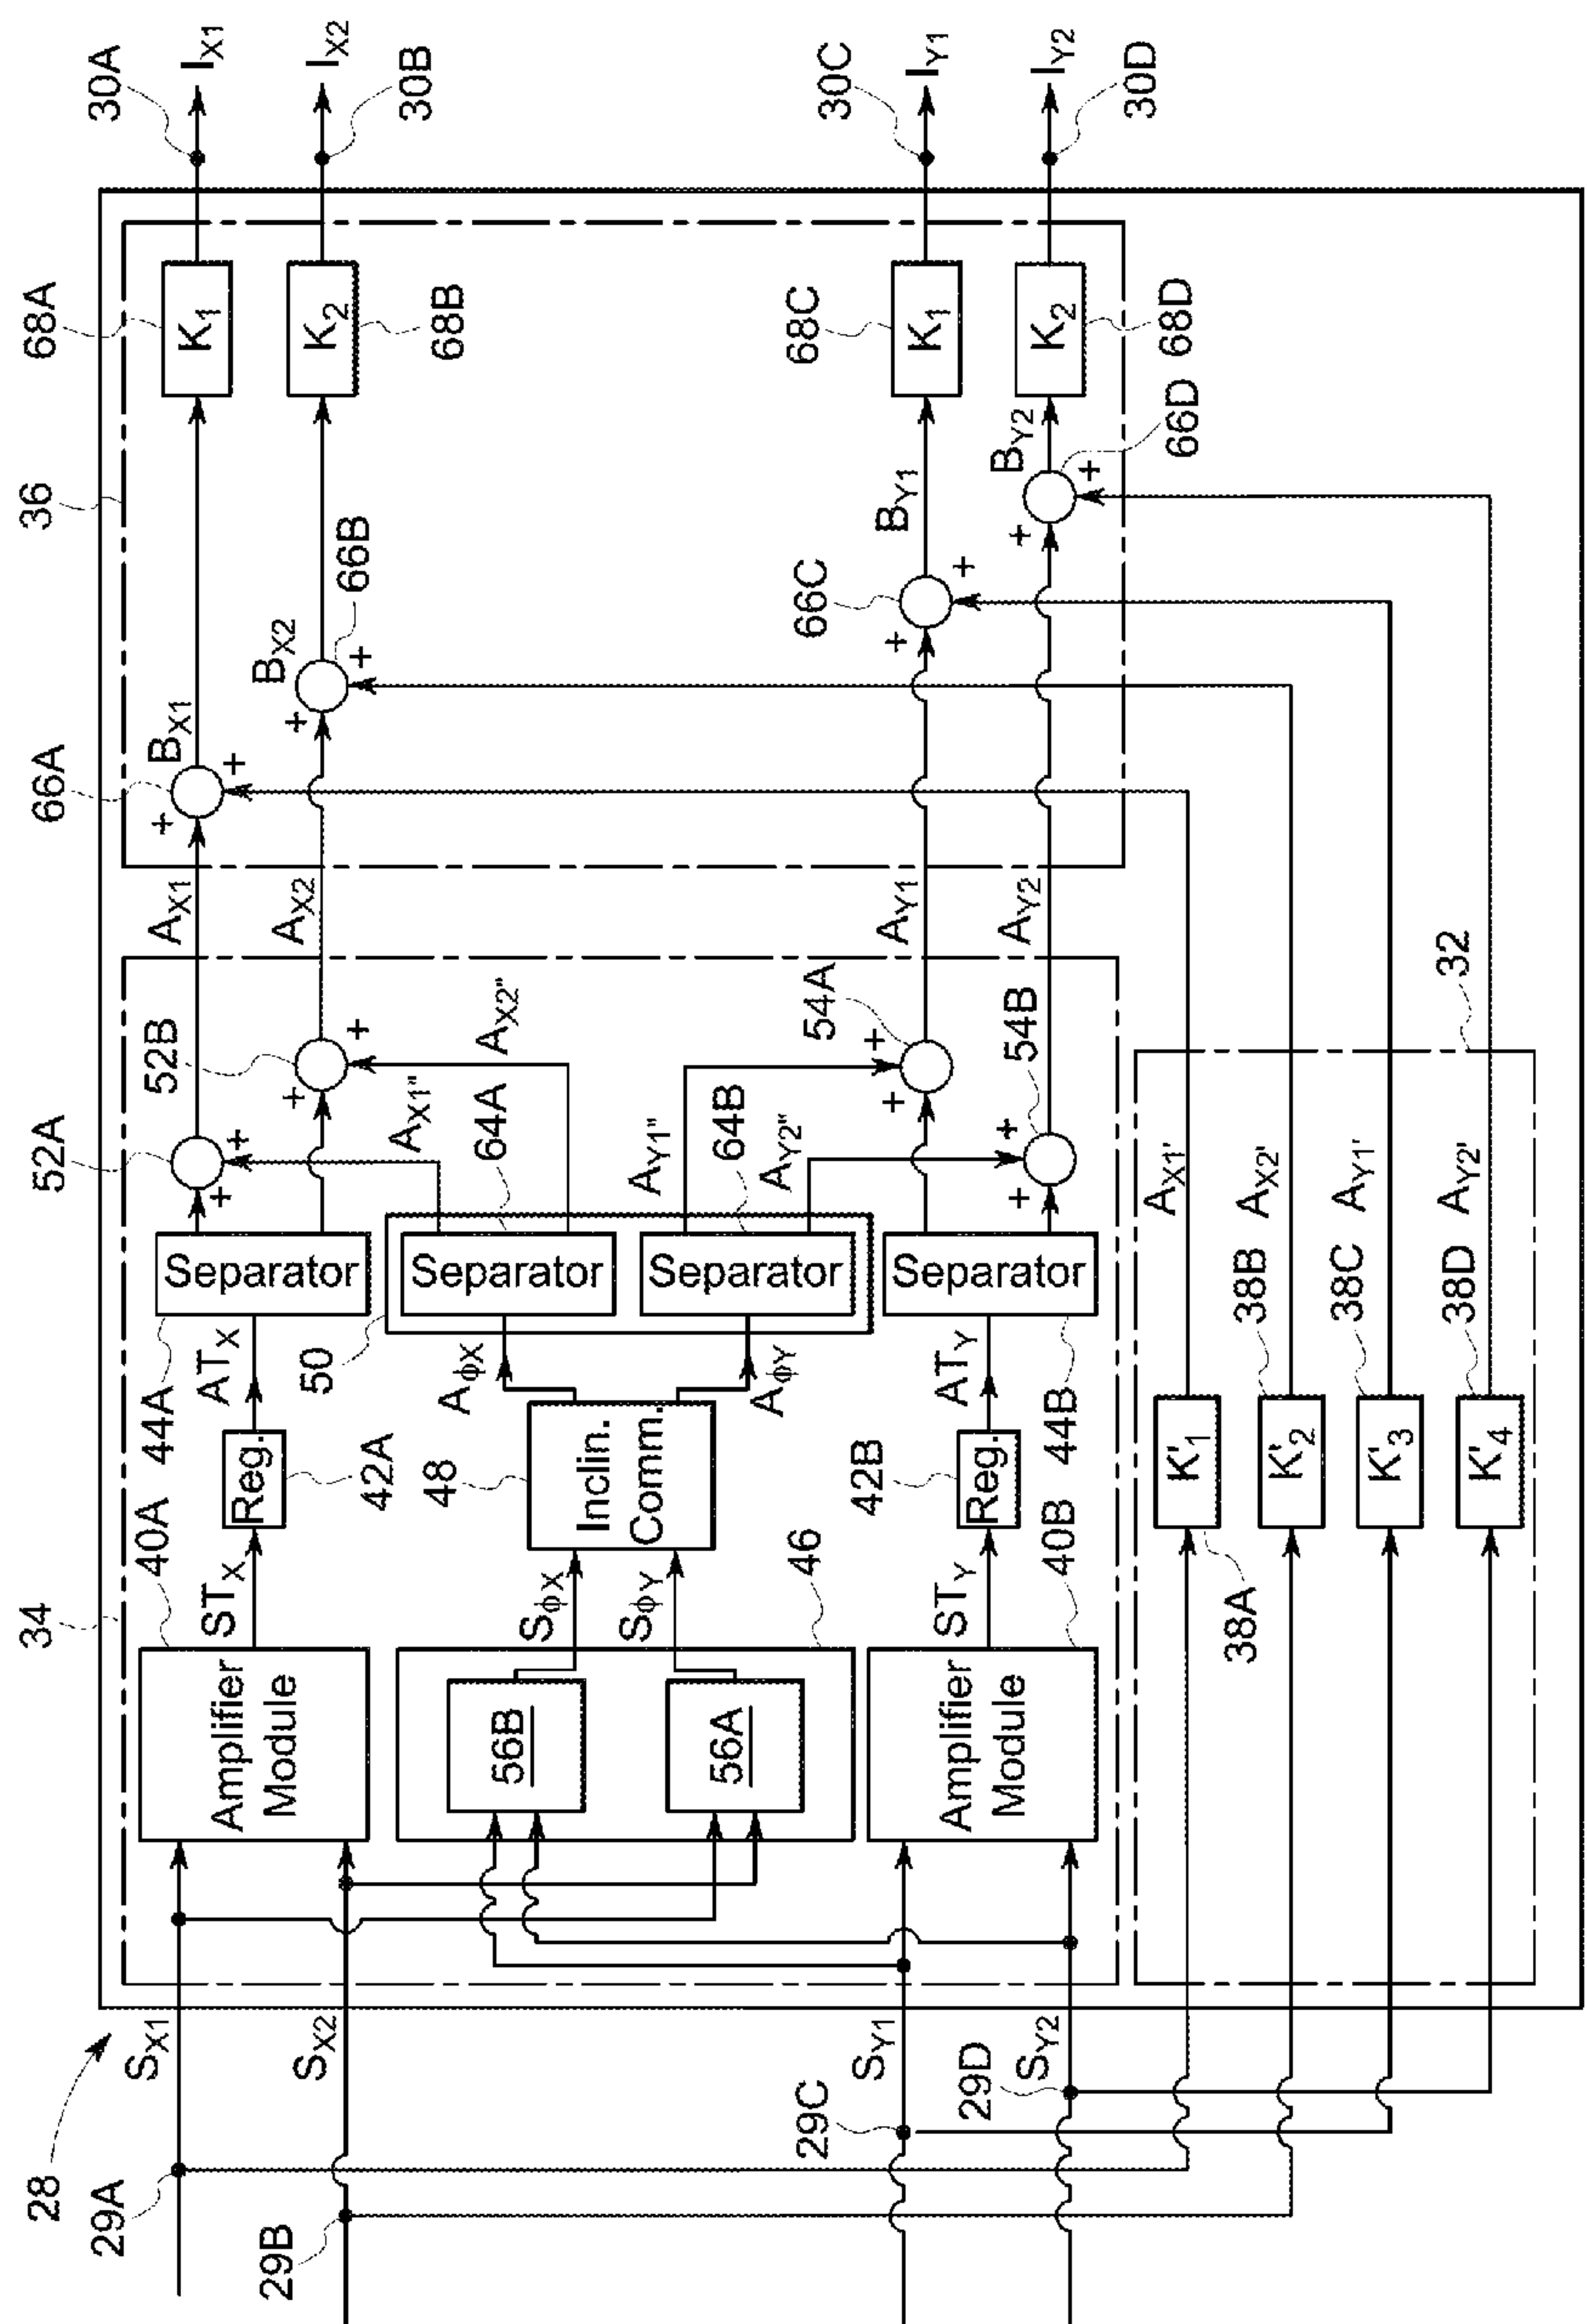 28
29A
29B
29C
29D
S_X1
S_X2
S_Y1
S_Y2
34
40A
Amplifier
Module
ST_X
42A
Reg.
AT_X
44A
Separator
46
56B
56A
S_ϕX
S_ϕY
48
Inclin.
Comm.
A_ϕX
A_ϕY
50
Separator
64A
Separator
64B
40B
Amplifier
Module
ST_Y
42B
Reg.
AT_Y
44B
Separator
52A
+
+
52B
+
+
A_X1"
A_X2"
A_Y1"
A_Y2"
54A
+
+
54B
+
+
A_X1
A_X2
A_Y1
A_Y2
32
38A
K'_1
A_X1'
38B
K'_2
A_X2'
38C
K'_3
A_Y1'
38D
K'_4
A_Y2'
36
66A
+
+
B_X1
66B
+
+
B_X2
66C
+
+
B_Y1
66D
+
+
B_Y2
68A
K_1
68B
K_2
68C
K_1
68D
K_2
30A
I_X1
30B
I_X2
30C
I_Y1
30D
I_Y2